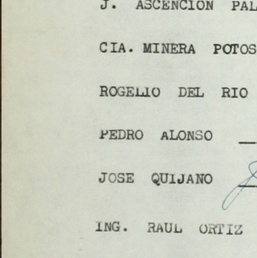 J. ASCENCION PAL
CIA. MINERA POTOS
ROGELIO DEL RIO
PEDRO ALONSO
JOSE QUIJANO
ING. RAUL ORTIZ